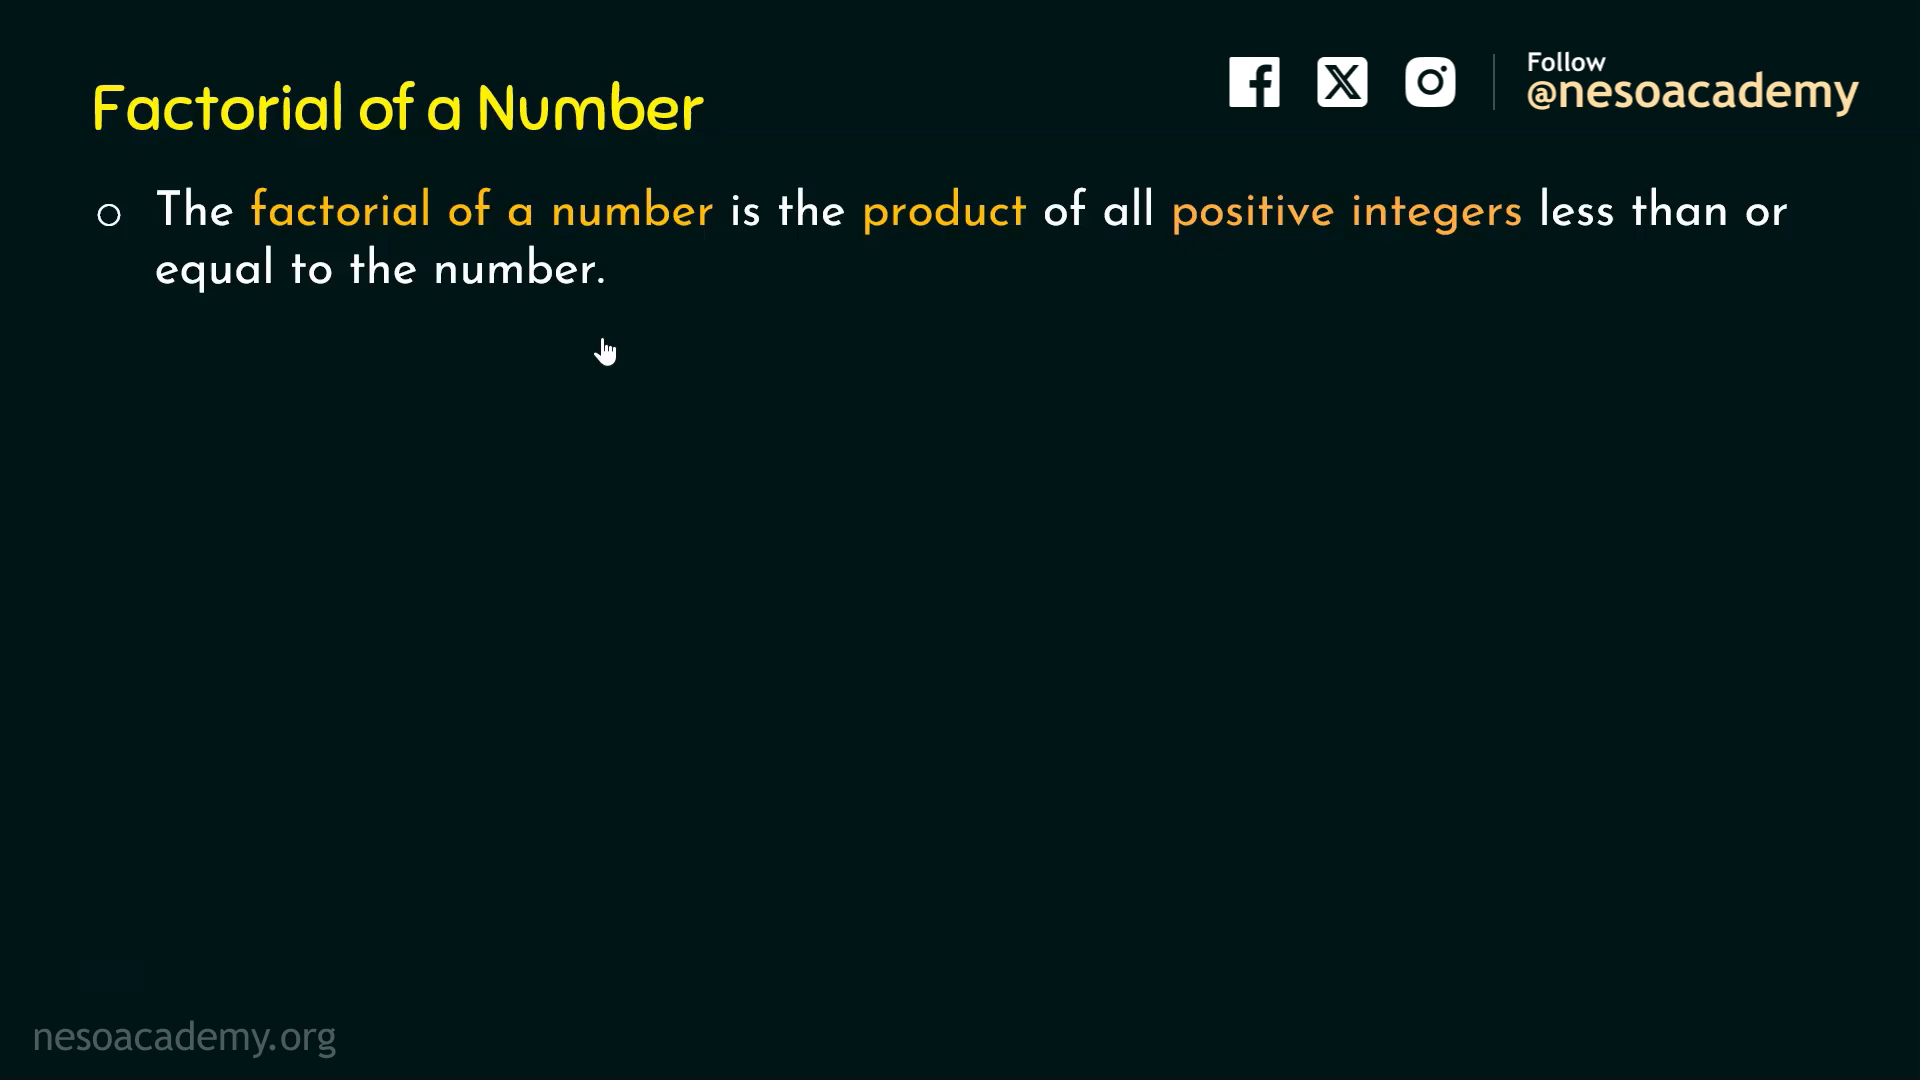 Factorial of a Number
Follow
@nesoacademy
○ The factorial of a number is the product of all positive integers less than or
equal to the number.
nesoacademy.org